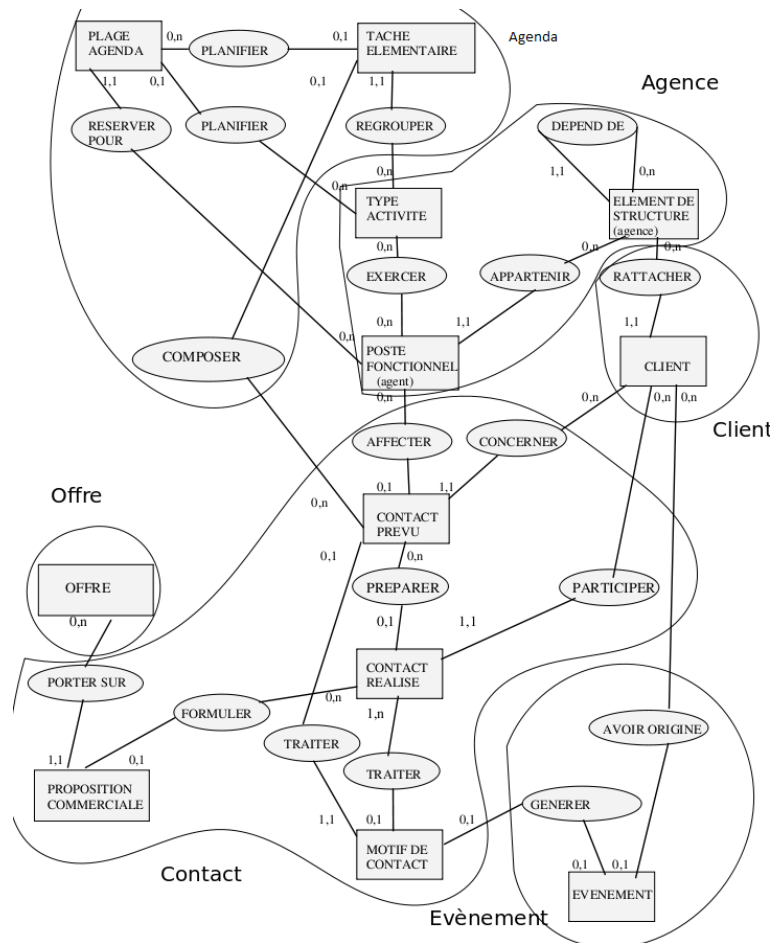 PLAGE
AGENDA
0,n
PLANIFIER
0,1
TACHE
ELEMENTAIRE
Agenda
1,1
0,1
0,1
1,1
Agence
RESERVER
POUR
PLANIFIER
REGROUPER
DEPEND DE
0,n
1,1
0,n
0,n
TYPE
ACTIVITE
ELEMENT DE
STRUCTURE
(agence)
0,n
0,n
0,n
EXERCER
APPARTENIR
RATTACHER
0,n
1,1
1,1
0,n
COMPOSER
POSTE
FONCTIONNEL
(agent)
CLIENT
0,n
0,n
0,n
0,n
Client
AFFECTER
CONCERNER
0,1
1,1
Offre
0,n
CONTACT
PREVU
0,1
0,n
OFFRE
PREPARER
PARTICIPER
0,n
0,1
1,1
PORTER SUR
CONTACT
REALISE
0,n
FORMULER
1,n
TRAITER
AVOIR ORIGINE
1,1
0,1
TRAITER
PROPOSITION
COMMERCIALE
GENERER
1,1
0,1
0,1
MOTIF DE
CONTACT
0,1
0,1
Contact
EVENEMENT
Evènement